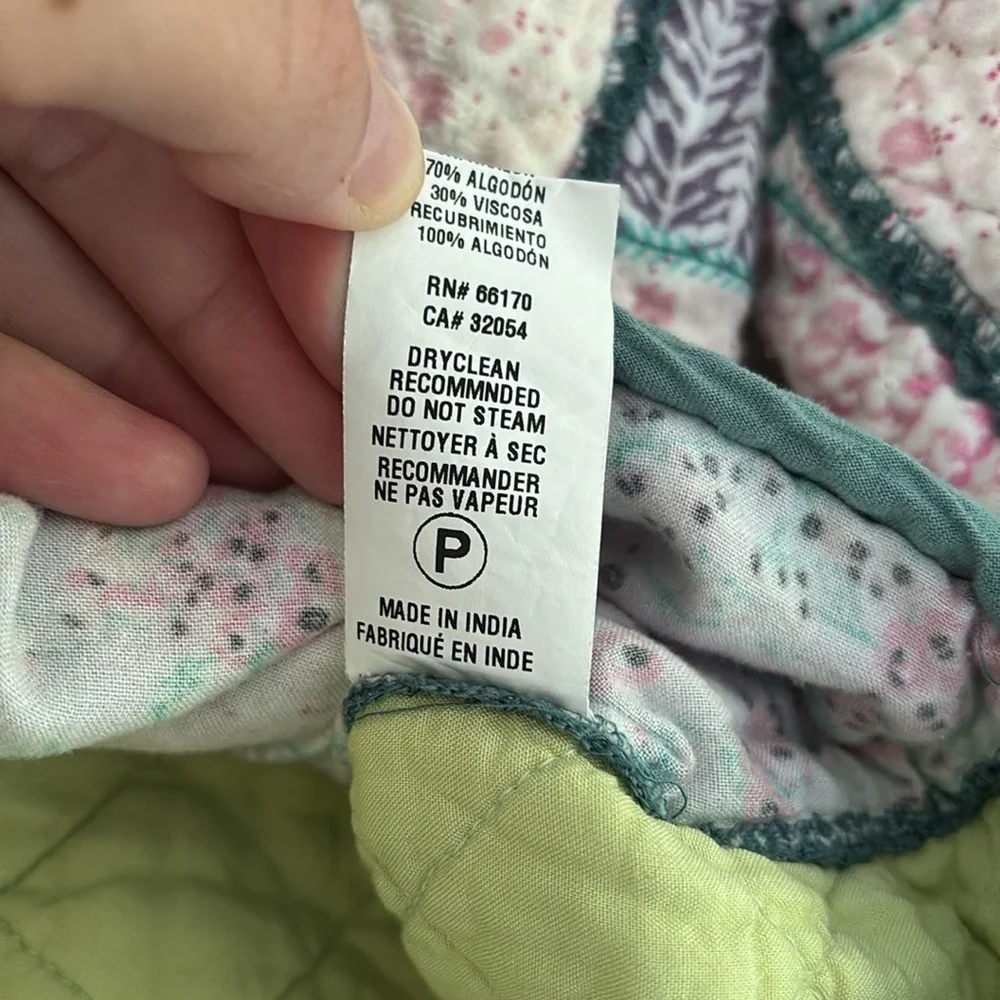 70% ALGODÓN
30% VISCOSA
RECUBRIMIENTO
100% ALGODÓN
RN# 66170
CA# 32054
DRYCLEAN
RECOMMNDED
DO NOT STEAM
NETTOYER À SEC
RECOMMANDER
NE PAS VAPEUR
P
MADE IN INDIA
FABRIQUÉ EN INDE